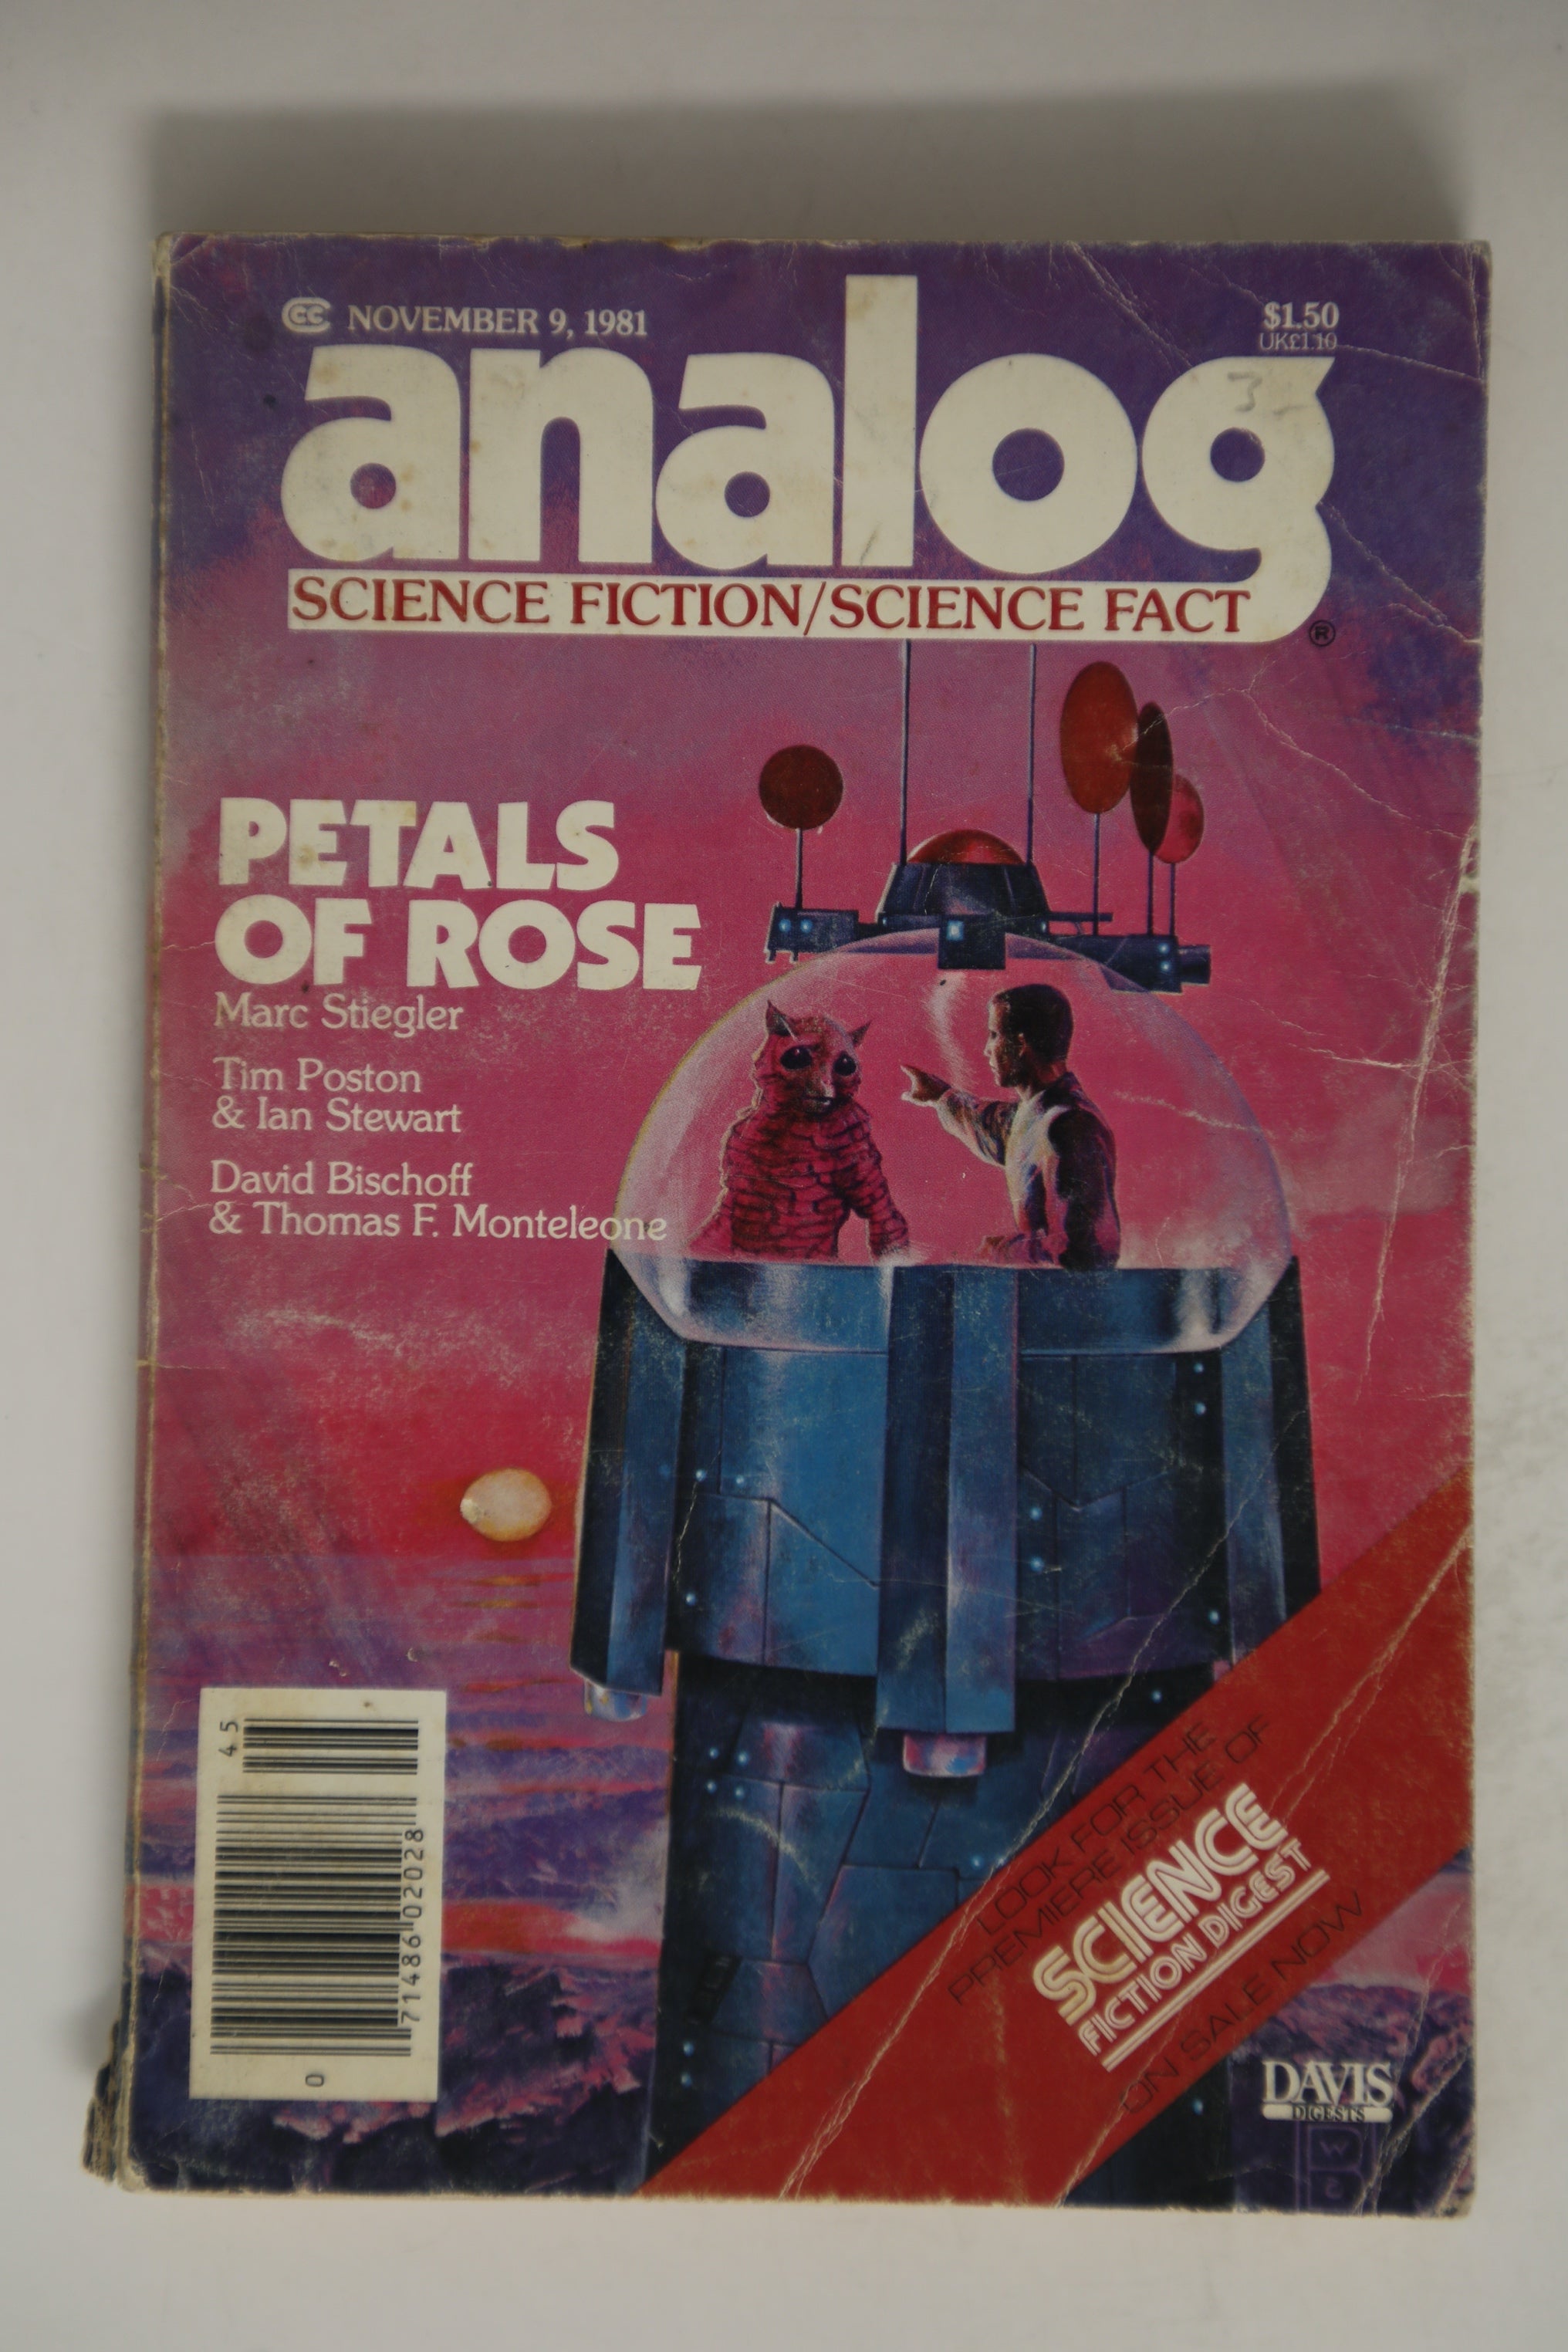 CC NOVEMBER 9, 1981
$1.50
UK£1.10
analog
3
SCIENCE FICTION/SCIENCE FACT
®
PETALS
OF ROSE
Marc Stiegler
Tim Poston
& Ian Stewart
David Bischoff
& Thomas F. Monteleone
LOOK FOR THE
PREMIERE ISSUE OF
SCIENCE
FICTION DIGEST
ON SALE NOW
45
71486 02028
0
DAVIS
DIGESTS